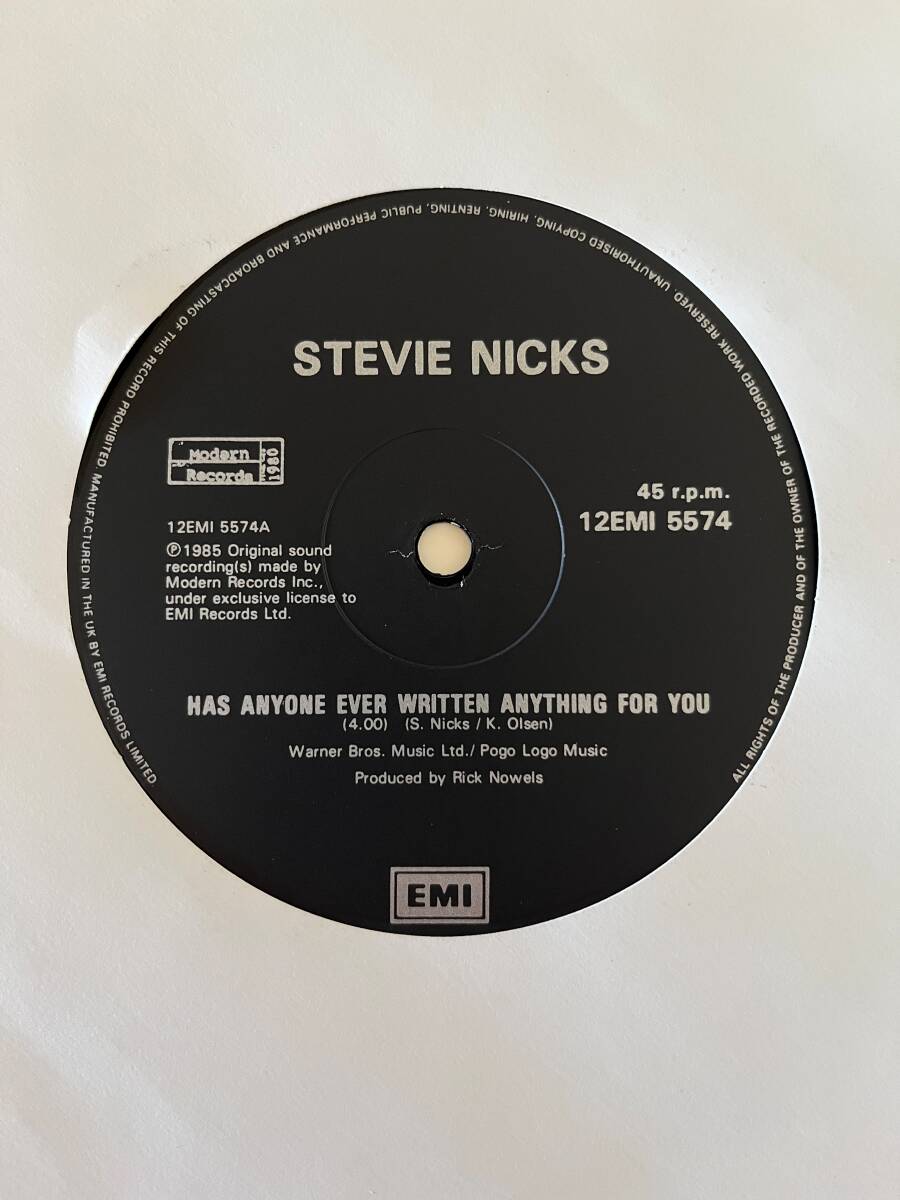 STEVIE NICKS
Modern
Records
1980
45 r.p.m.
12EMI 5574
12EMI 5574A
℗1985 Original sound
recording(s) made by
Modern Records Inc.,
under exclusive license to
EMI Records Ltd.
HAS ANYONE EVER WRITTEN ANYTHING FOR YOU
(4.00) (S. Nicks / K. Olsen)
Warner Bros. Music Ltd./ Pogo Logo Music
Produced by Rick Nowels
EMI
ALL RIGHTS OF THE PRODUCER AND OF THE OWNER OF THE RECORDED WORK RESERVED. UNAUTHORISED COPYING, HIRING, RENTING, PUBLIC PERFORMANCE AND BROADCASTING OF THIS RECORD PROHIBITED. MANUFACTURED IN THE UK BY EMI RECORDS LIMITED